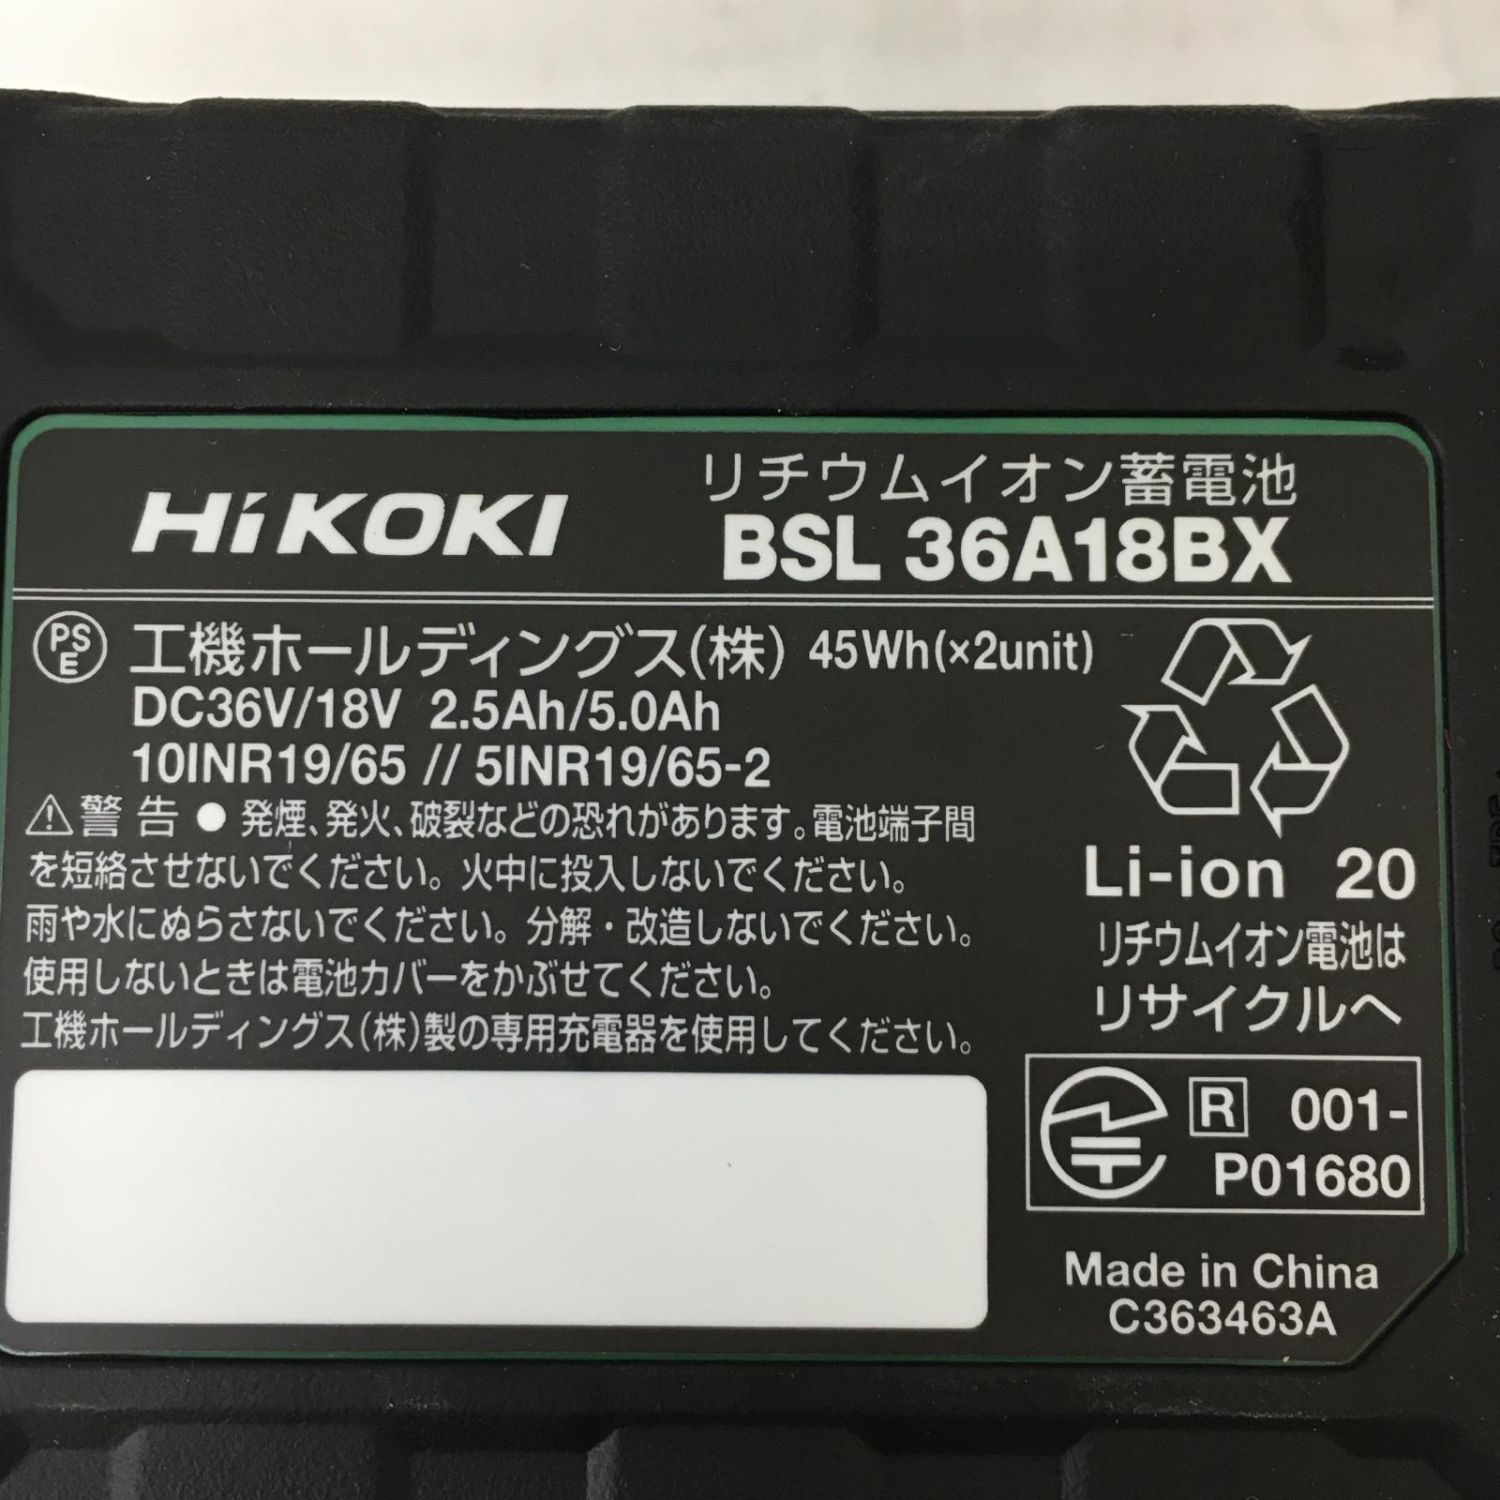 HiKOKI
リチウムイオン蓄電池
BSL 36A18BX
PSE
工機ホールディングス(株) 45Wh(×2unit)
DC36V/18V 2.5Ah/5.0Ah
10INR19/65 // 5INR19/65-2
⚠警告 ● 発煙、発火、破裂などの恐れがあります。電池端子間
を短絡させないでください。火中に投入しないでください。
雨や水にぬらさないでください。分解・改造しないでください。
使用しないときは電池カバーをかぶせてください。
工機ホールディングス(株)製の専用充電器を使用してください。
Li-ion 20
リチウムイオン電池は
リサイクルへ
R 001-
P01680
Made in China
C363463A